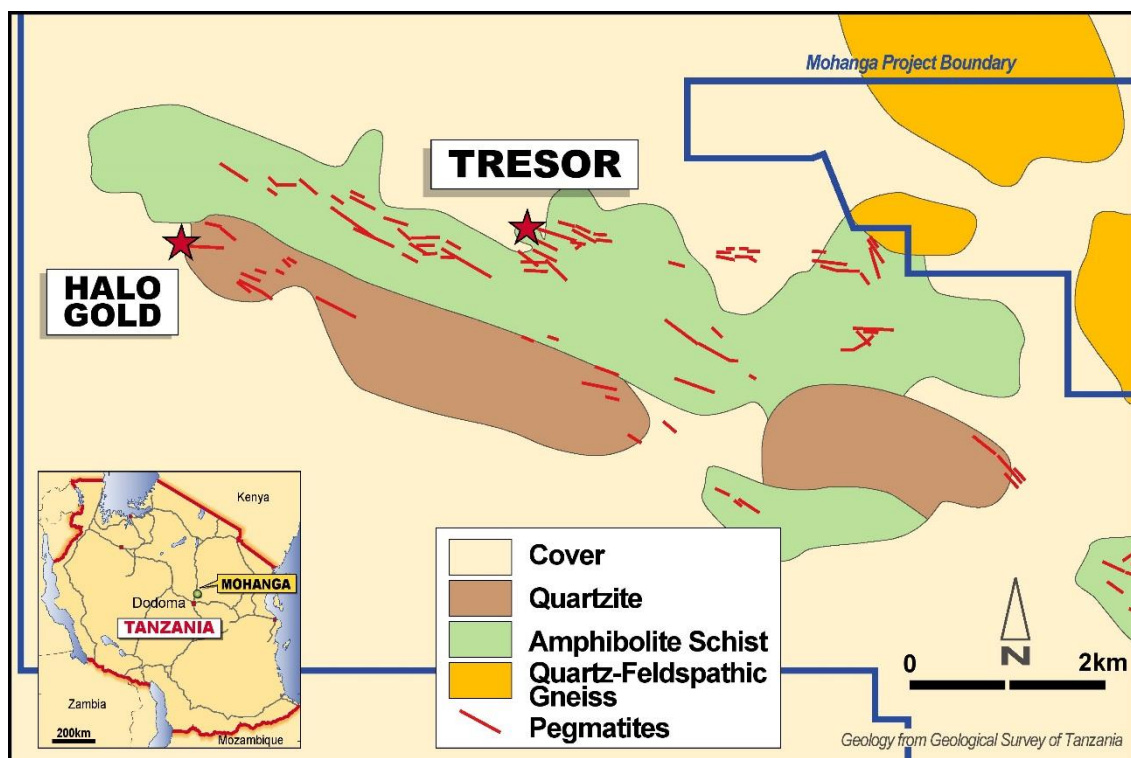 Mohanga Project Boundary
TRESOR
HALO
GOLD
Kenya
MOHANGA
Dodoma
TANZANIA
Zambia
200km
Mozambique
Cover
Quartzite
Amphibolite Schist
Quartz-Feldspathic
Gneiss
Pegmatites
N
0 2km
Geology from Geological Survey of Tanzania